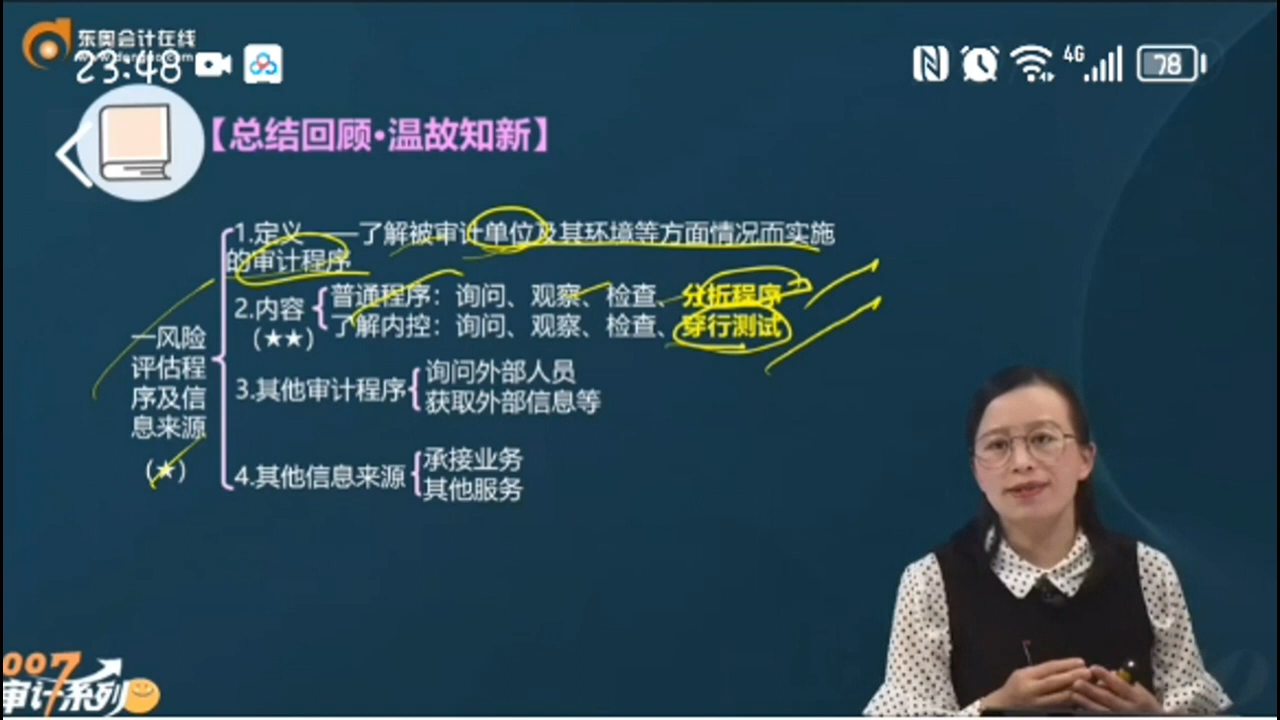 东奥会计在线
23:48
4G
78
【总结回顾•温故知新】
1.定义——了解被审计单位及其环境等方面情况而实施
的审计程序
2.内容
(★★)
普通程序：询问、观察、检查、分析程序
了解内控：询问、观察、检查、穿行测试
一风险
评估程
序及信
息来源
(★)
3.其他审计程序
询问外部人员
获取外部信息等
4.其他信息来源
承接业务
其他服务
007
审计系列